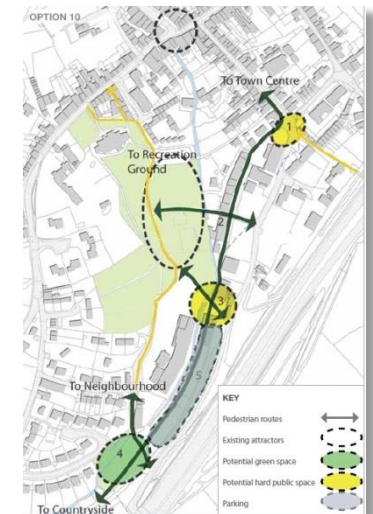 OPTION 10
To Town Centre
1
To Recreation
Ground
2
3
5
To Neighbourhood
4
To Countryside
KEY
Pedestrian routes
Existing attractors
Potential green space
Potential hard public space
Parking